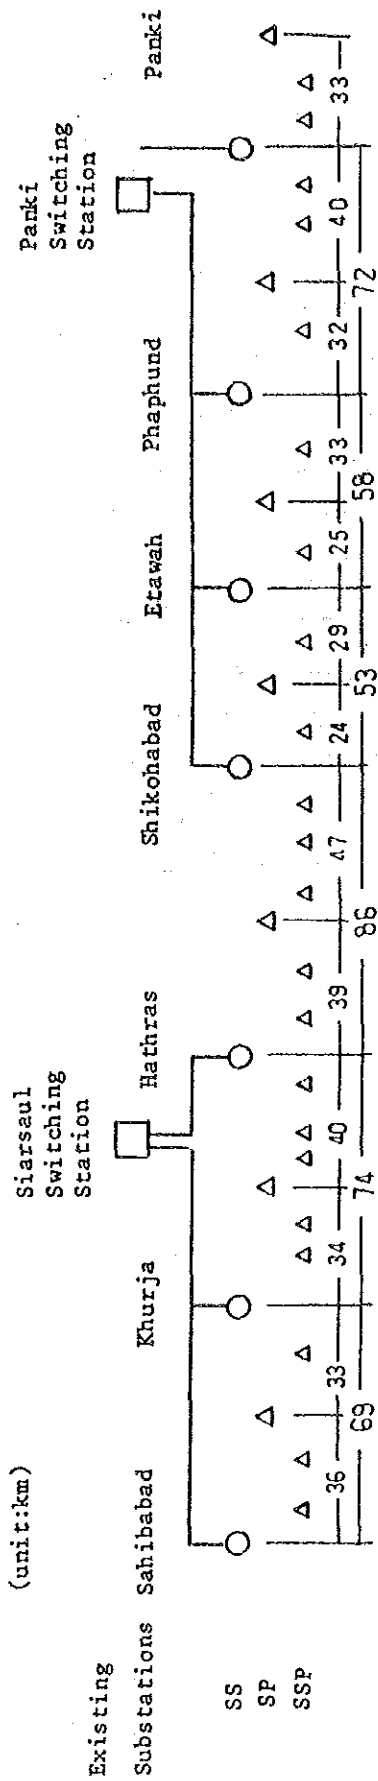 (unit:km)
Siarsaul
Switching
Station
Panki
Switching
Station
Existing
Substations Sahibabad Khurja Hathras Shikohabad Etawah Phaphund Panki
SS
SP
SSP
36 33 34 40 39 47 24 29 25 33 32 40 33
69 74 86 53 58 72